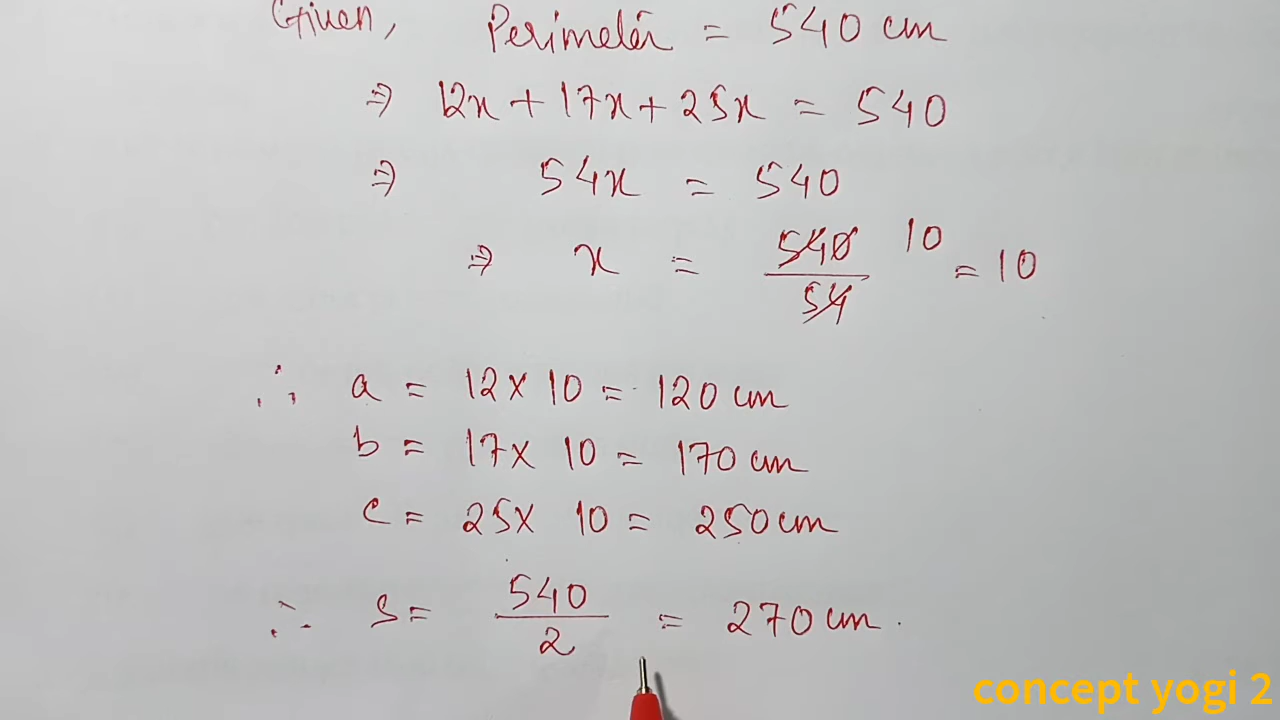 Given, Perimeter = 540 cm
⇒ 12x + 17x + 25x = 540
⇒ 54x = 540
⇒ x = 540/54 10 = 10
∴ a = 12 × 10 = 120 cm
b = 17 × 10 = 170 cm
c = 25 × 10 = 250 cm
∴ s = 540/2 = 270 cm.
concept yogi 2